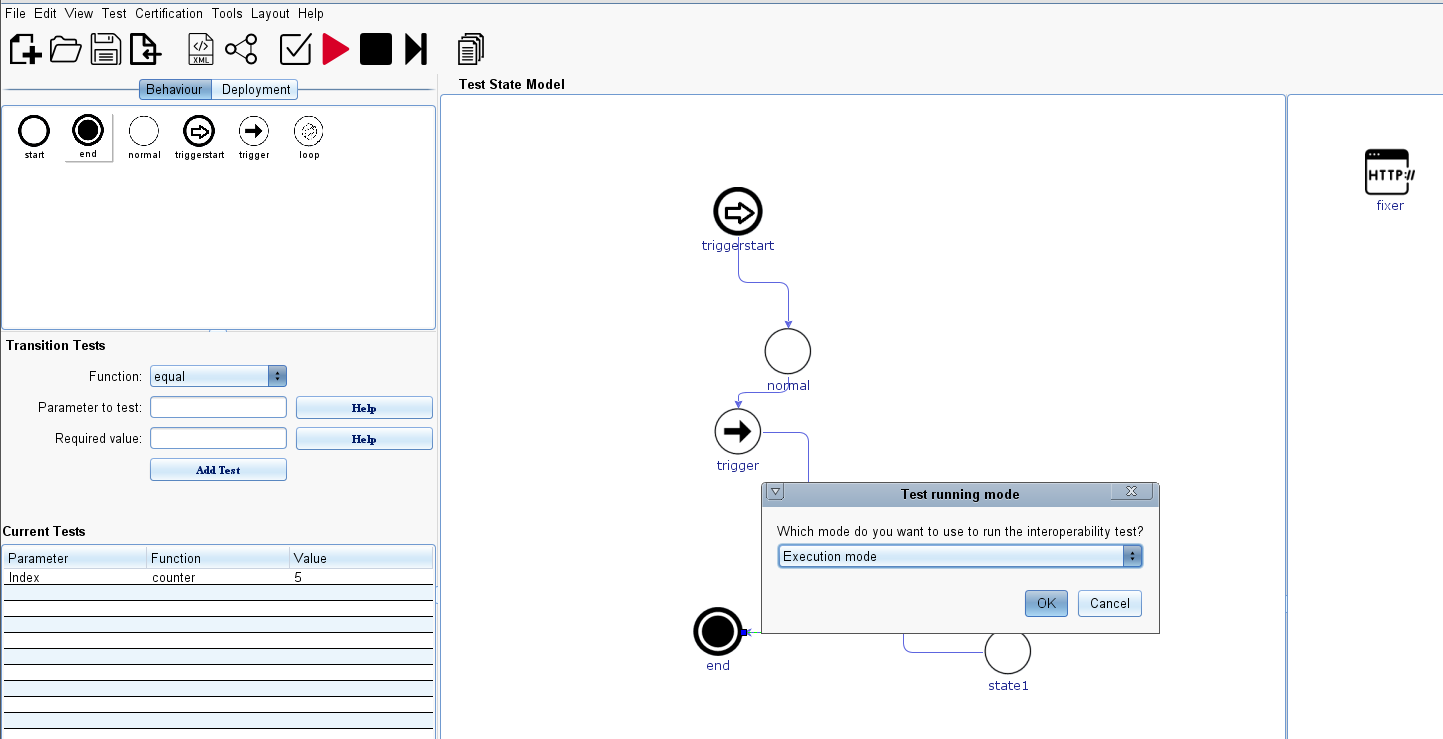 File Edit View Test Certification Tools Layout Help
XML
Behaviour Deployment
start end normal triggerstart trigger loop
Transition Tests
Function: equal
Parameter to test: Help
Required value: Help
Add Test
Current Tests
Parameter Function Value
Index counter 5
Test State Model
triggerstart
normal
trigger
Test running mode
Which mode do you want to use to run the interoperability test?
Execution mode
OK Cancel
end
state1
HTTP://
fixer